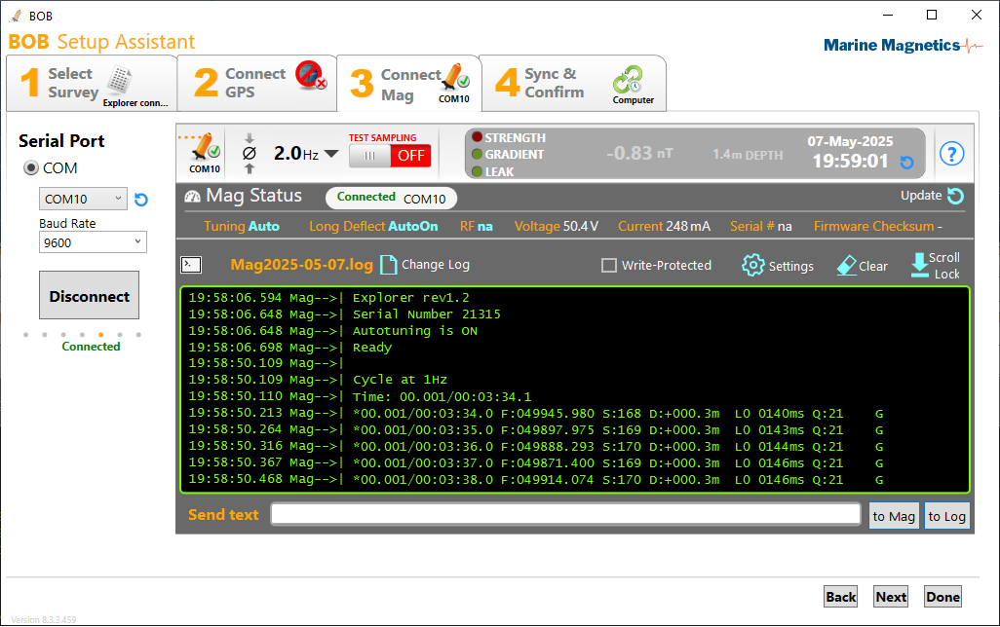 BOB
BOB Setup Assistant
Marine Magnetics
1 Select Survey Explorer conn...
2 Connect GPS
3 Connect Mag COM10
4 Sync & Confirm Computer
Serial Port
COM
COM10
Baud Rate
9600
Disconnect
Connected
COM10
2.0Hz
TEST SAMPLING
OFF
STRENGTH
GRADIENT
LEAK
-0.83 nT
1.4m DEPTH
07-May-2025
19:59:01
?
Mag Status
Connected COM10
Update
Tuning Auto Long Deflect AutoOn RF na Voltage 50.4 V Current 248 mA Serial # na Firmware Checksum -
Mag2025-05-07.log Change Log Write-Protected Settings Clear Scroll Lock
19:58:06.594 Mag-->| Explorer rev1.2
19:58:06.648 Mag-->| Serial Number 21315
19:58:06.648 Mag-->| Autotuning is ON
19:58:06.698 Mag-->| Ready
19:58:50.109 Mag-->|
19:58:50.109 Mag-->| Cycle at 1Hz
19:58:50.110 Mag-->| Time: 00.001/00:03:34.1
19:58:50.213 Mag-->| *00.001/00:03:34.0 F:049945.980 S:168 D:+000.3m L0 0140ms Q:21 G
19:58:50.264 Mag-->| *00.001/00:03:35.0 F:049897.975 S:169 D:+000.3m L0 0143ms Q:21 G
19:58:50.316 Mag-->| *00.001/00:03:36.0 F:049888.293 S:170 D:+000.3m L0 0144ms Q:21 G
19:58:50.367 Mag-->| *00.001/00:03:37.0 F:049871.400 S:169 D:+000.3m L0 0146ms Q:21 G
19:58:50.468 Mag-->| *00.001/00:03:38.0 F:049914.074 S:170 D:+000.3m L0 0146ms Q:21 G
Send text to Mag to Log
Back Next Done
Version 8.3.3.459